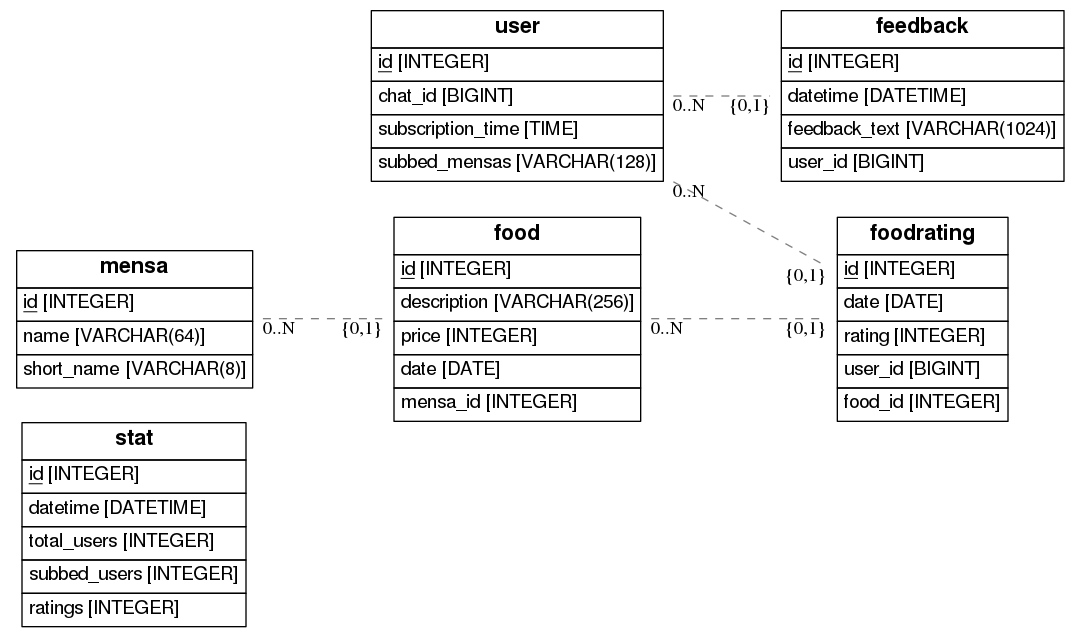 user
id [INTEGER]
chat_id [BIGINT]
subscription_time [TIME]
subbed_mensas [VARCHAR(128)]
feedback
id [INTEGER]
datetime [DATETIME]
feedback_text [VARCHAR(1024)]
user_id [BIGINT]
0..N {0,1}
0..N
{0,1}
mensa
id [INTEGER]
name [VARCHAR(64)]
short_name [VARCHAR(8)]
0..N {0,1}
food
id [INTEGER]
description [VARCHAR(256)]
price [INTEGER]
date [DATE]
mensa_id [INTEGER]
0..N {0,1}
foodrating
id [INTEGER]
date [DATE]
rating [INTEGER]
user_id [BIGINT]
food_id [INTEGER]
stat
id [INTEGER]
datetime [DATETIME]
total_users [INTEGER]
subbed_users [INTEGER]
ratings [INTEGER]